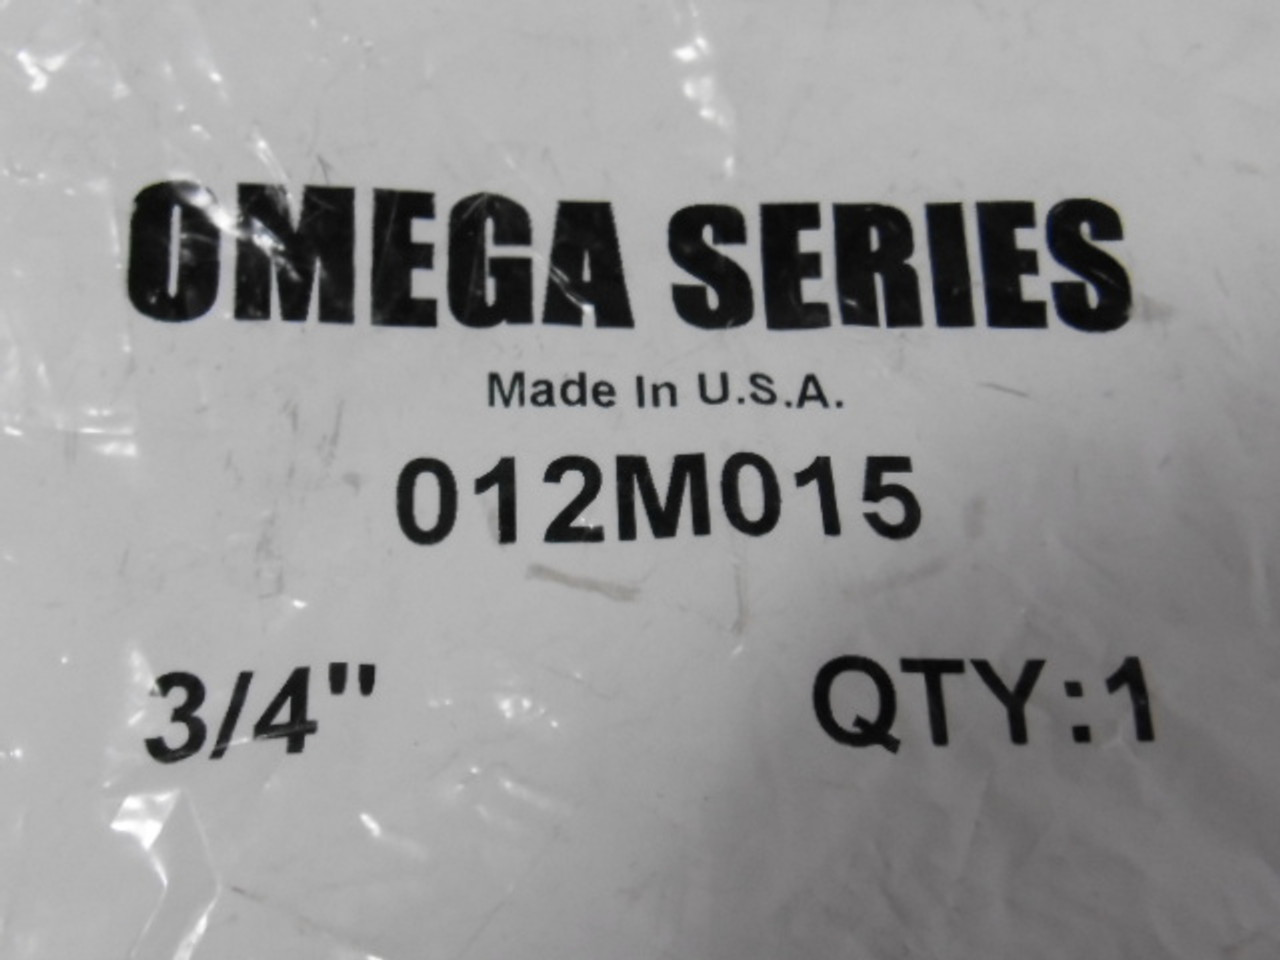 OMEGA SERIES
Made In U.S.A.
012M015
3/4" QTY:1